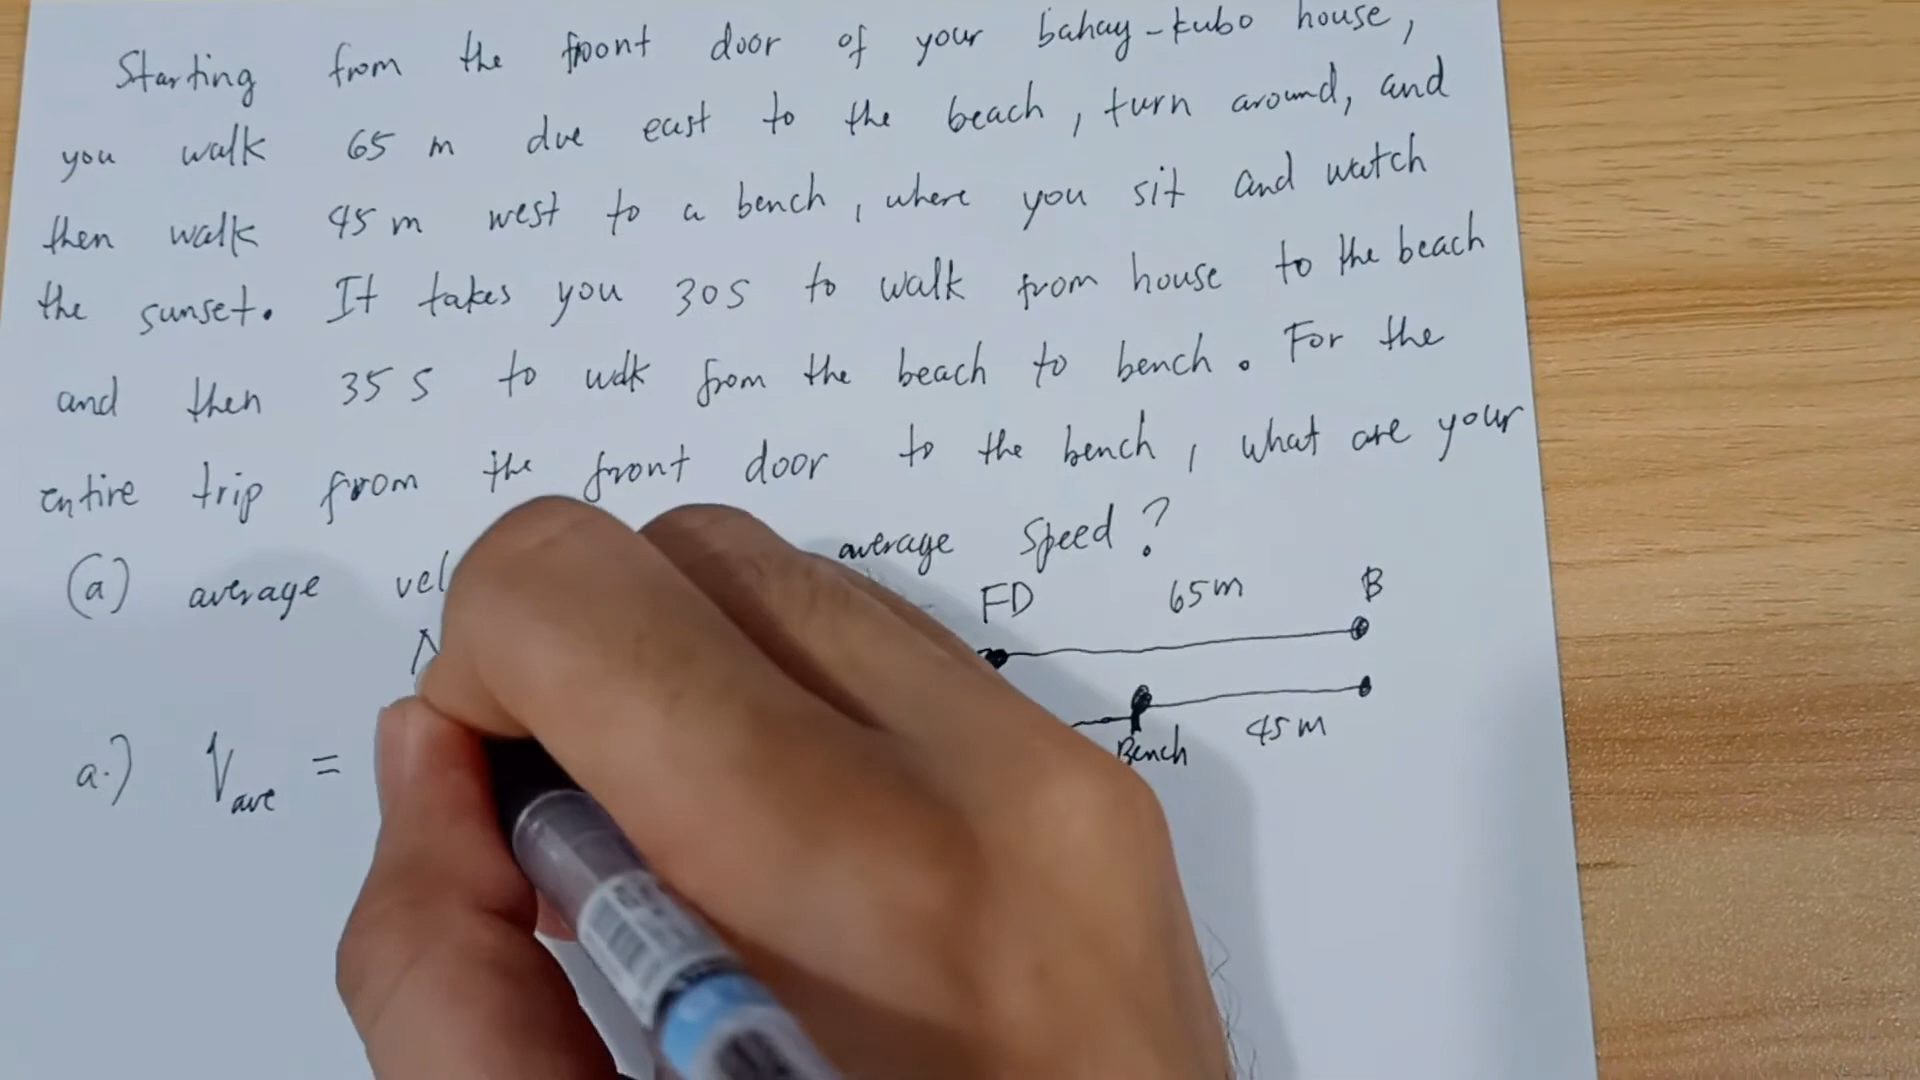 Starting from the front door of your bahay-kubo house,
you walk 65 m due east to the beach, turn around, and
then walk 45 m west to a bench, where you sit and watch
the sunset. It takes you 30 s to walk from house to the beach
and then 35 s to walk from the beach to bench. For the
entire trip from the front door to the bench, what are your
(a) average vel average speed?
FD 65m B
Bench 45 m
a.) Vave =